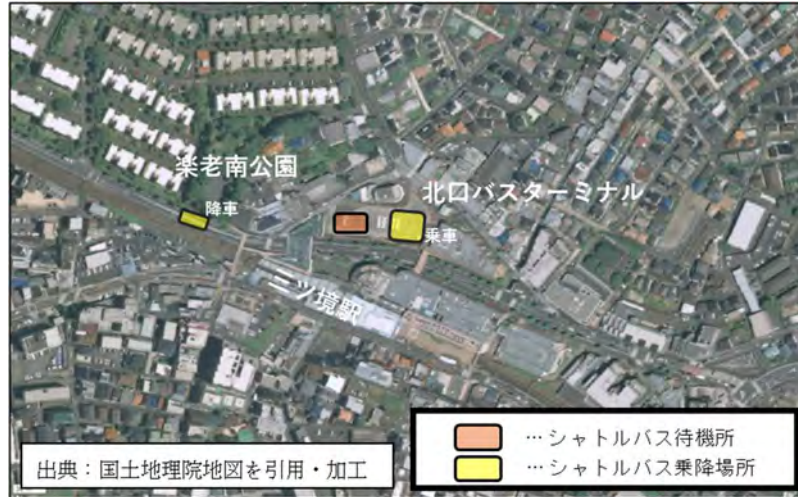 楽老南公園
降車
北口バスターミナル
乗車
三ツ境駅
…シャトルバス待機所
…シャトルバス乗降場所
出典：国土地理院地図を引用・加工